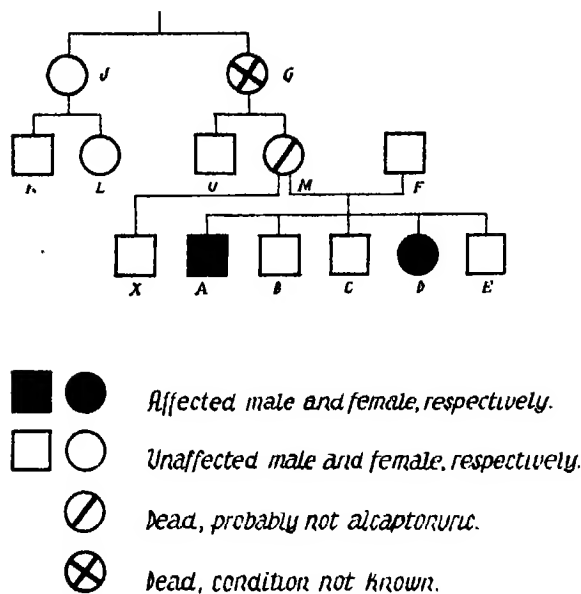 J G
L M F
X A B C D E
Affected male and female, respectively.
Unaffected male and female, respectively.
Dead, probably not alcaptonuric.
Dead, condition not known.